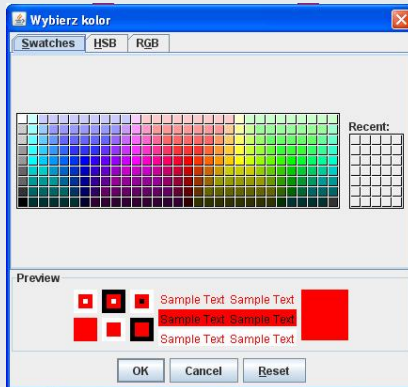 Wybierz kolor
Swatches HSB RGB
Recent:
Preview
Sample Text Sample Text
Sample Text Sample Text
Sample Text Sample Text
OK Cancel Reset